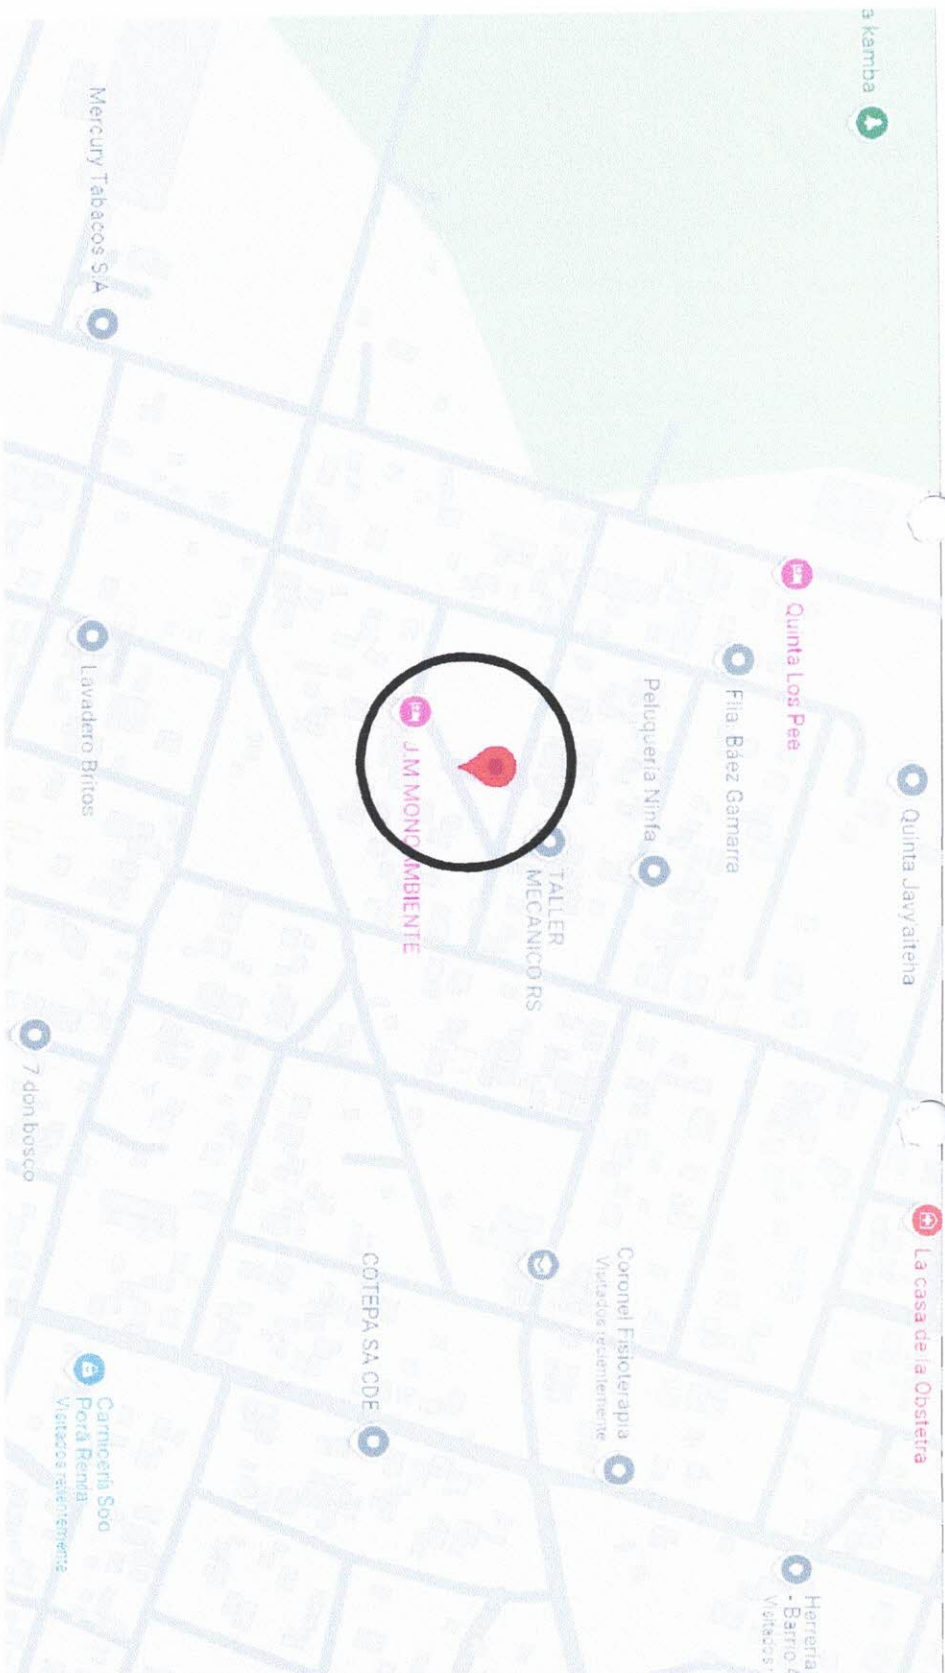 a kamba
Quinta Javyaiteha
La casa de la Obstetra
Quinta Los Pee
Flia. Báez Gamarra
Herrería
- Barrio
Visitados
Peluquería Ninfa
Coronel Fisioterapia
Visitados recientemente
TALLER
MECANICO RS
J.M MONOAMBIENTE
COTEPA SA CDE
Mercury Tabacos S.A
Lavadero Britos
Carnicería Soo
Porã Renda
Visitados recientemente
7 don bosco